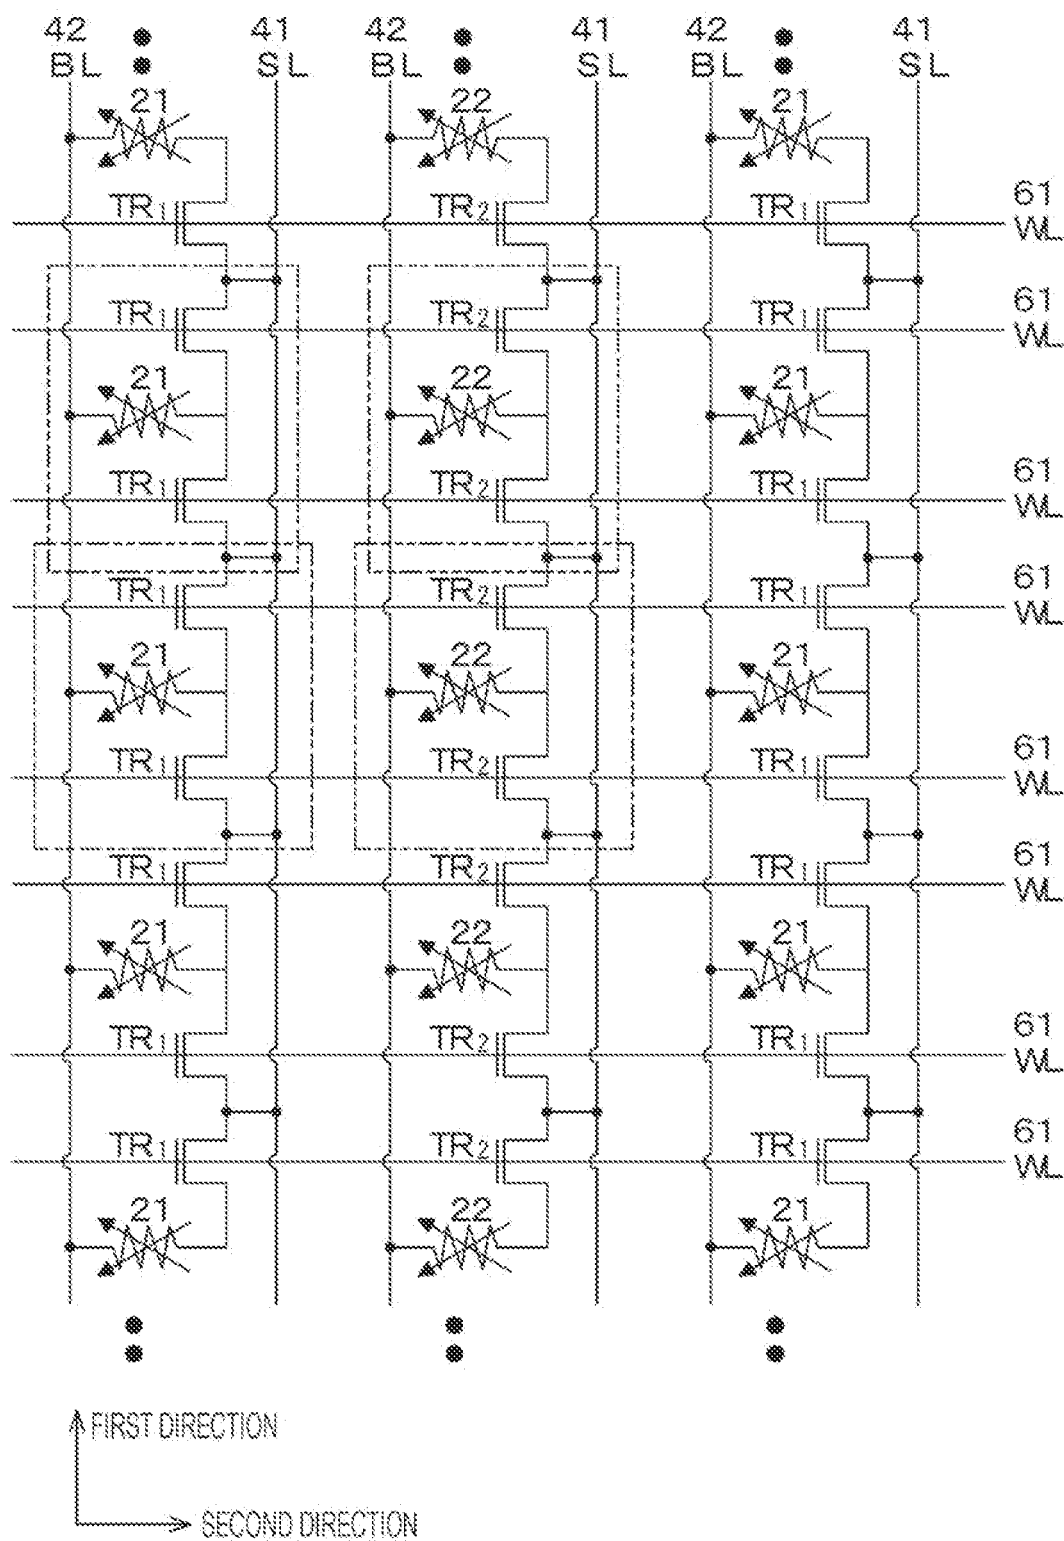 42 41 42 41 42 41
BL SL BL SL BL SL
21 22 21
TR1 TR2 TR1 61 WL
TR1 TR2 TR1 61 WL
21 22 21
TR1 TR2 TR1 61 WL
TR1 TR2 TR1 61 WL
21 22 21
TR1 TR2 TR1 61 WL
TR1 TR2 TR1 61 WL
21 22 21
TR1 TR2 TR1 61 WL
TR1 TR2 TR1 61 WL
21 22 21
FIRST DIRECTION
SECOND DIRECTION